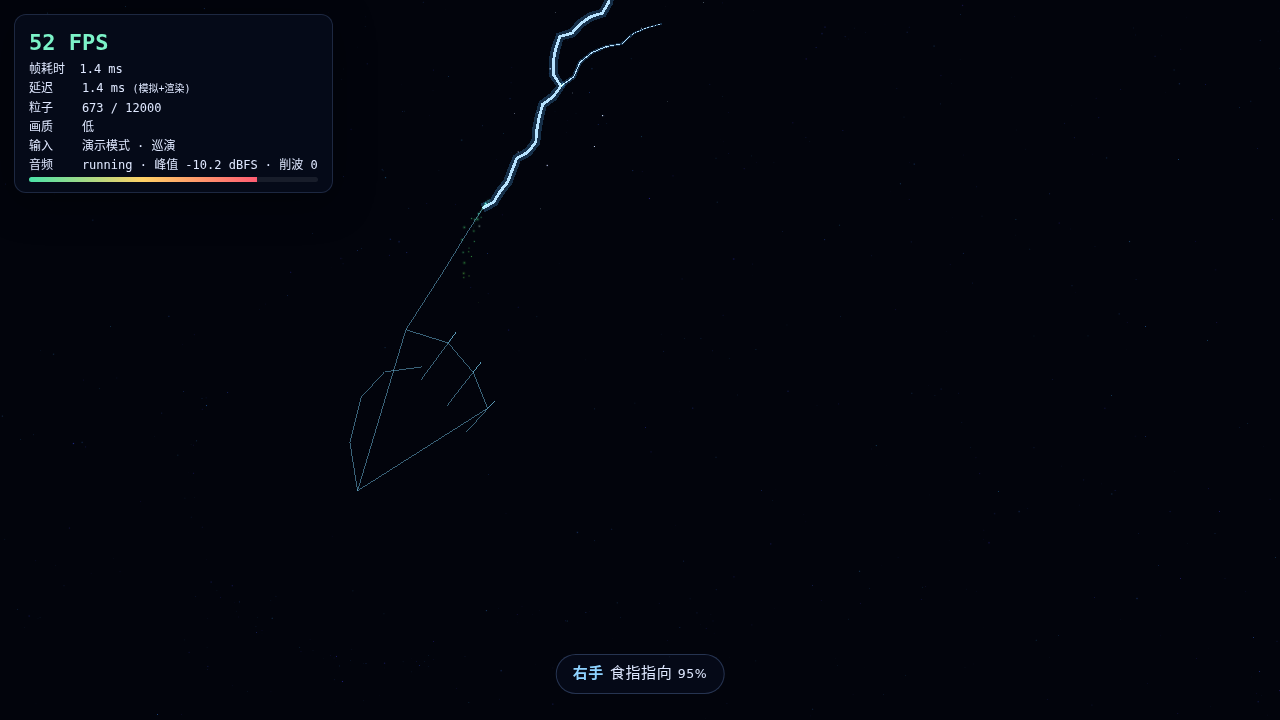 52 FPS
帧耗时 1.4 ms
延迟 1.4 ms (模拟+渲染)
粒子 673 / 12000
画质 低
输入 演示模式 · 巡演
音频 running · 峰值 -10.2 dBFS · 削波 0
右手 食指指向 95%